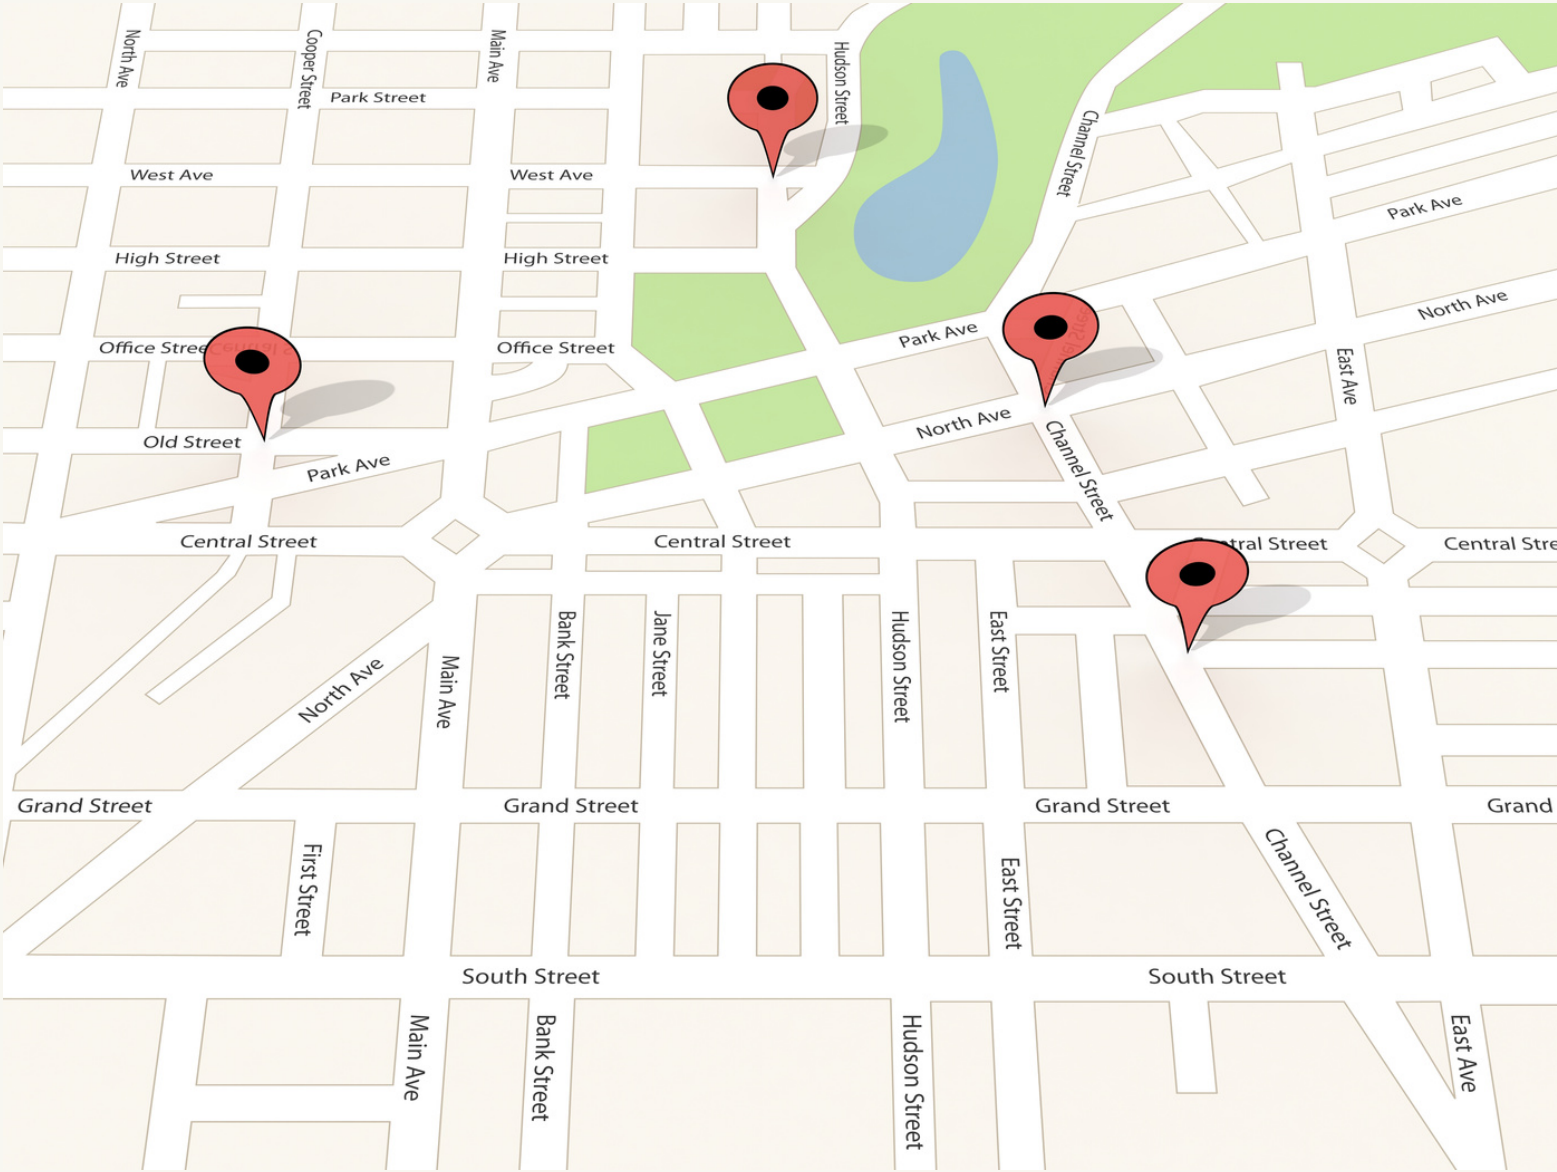 North Ave
Cooper Street
Main Ave
Hudson Street
Park Street
Channel Street
West Ave
West Ave
Park Ave
High Street
High Street
North Ave
Park Ave
Office Stree
Office Street
East Ave
North Ave
Old Street
Park Ave
Channel Street
Central Street
Central Street
ntral Street
Central Stre
Bank Street
Jane Street
Hudson Street
East Street
North Ave
Main Ave
Grand Street
Grand Street
Grand Street
Grand
First Street
East Street
Channel Street
South Street
South Street
Main Ave
Bank Street
Hudson Street
East Ave